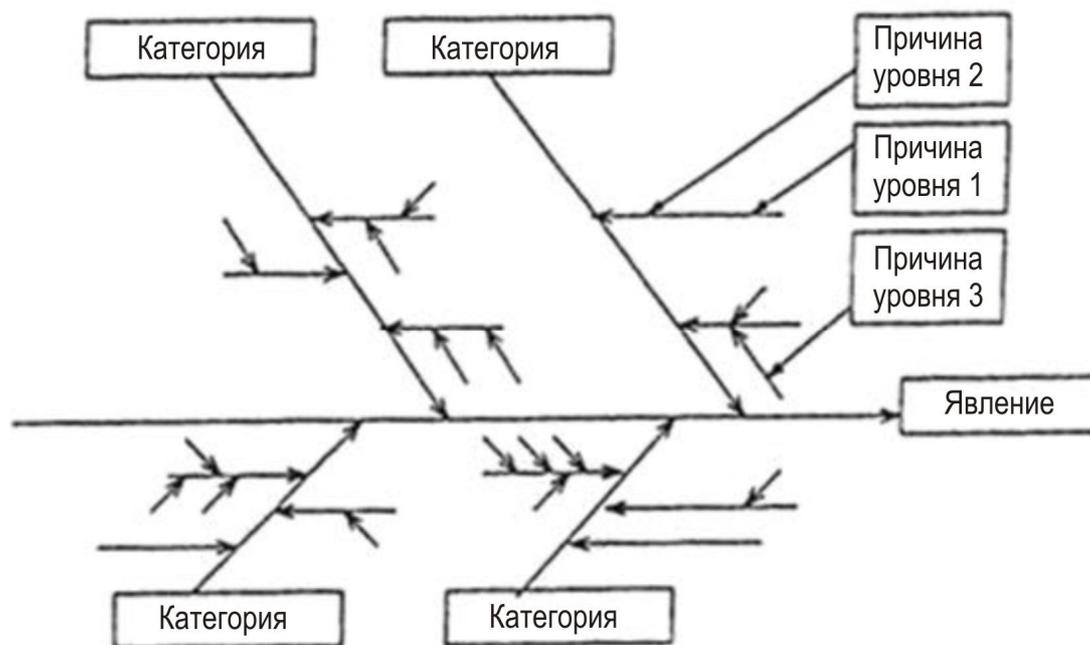 Категория
Категория
Причина
уровня 2
Причина
уровня 1
Причина
уровня 3
Явление
Категория
Категория